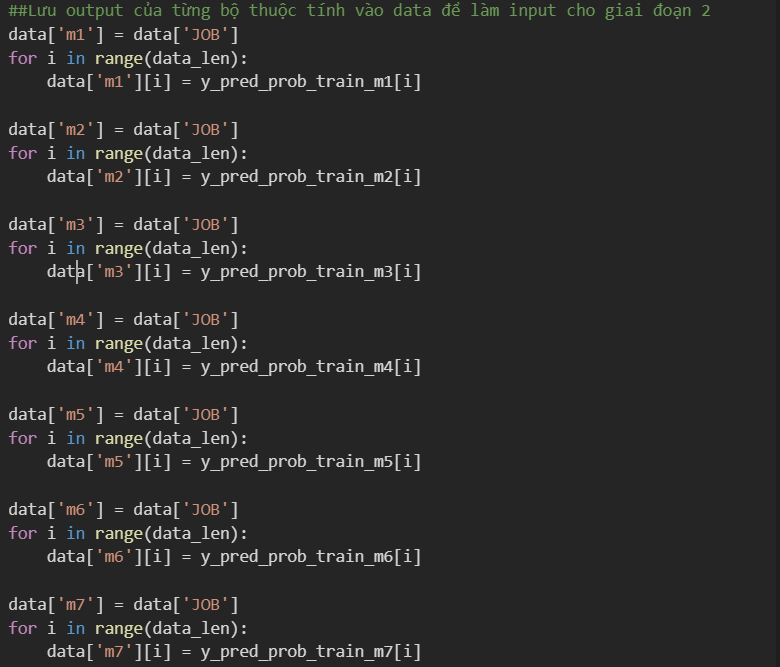 ##Lưu output của từng bộ thuộc tính vào data để làm input cho giai đoạn 2
data['m1'] = data['JOB']
for i in range(data_len):
    data['m1'][i] = y_pred_prob_train_m1[i]

data['m2'] = data['JOB']
for i in range(data_len):
    data['m2'][i] = y_pred_prob_train_m2[i]

data['m3'] = data['JOB']
for i in range(data_len):
    data['m3'][i] = y_pred_prob_train_m3[i]

data['m4'] = data['JOB']
for i in range(data_len):
    data['m4'][i] = y_pred_prob_train_m4[i]

data['m5'] = data['JOB']
for i in range(data_len):
    data['m5'][i] = y_pred_prob_train_m5[i]

data['m6'] = data['JOB']
for i in range(data_len):
    data['m6'][i] = y_pred_prob_train_m6[i]

data['m7'] = data['JOB']
for i in range(data_len):
    data['m7'][i] = y_pred_prob_train_m7[i]